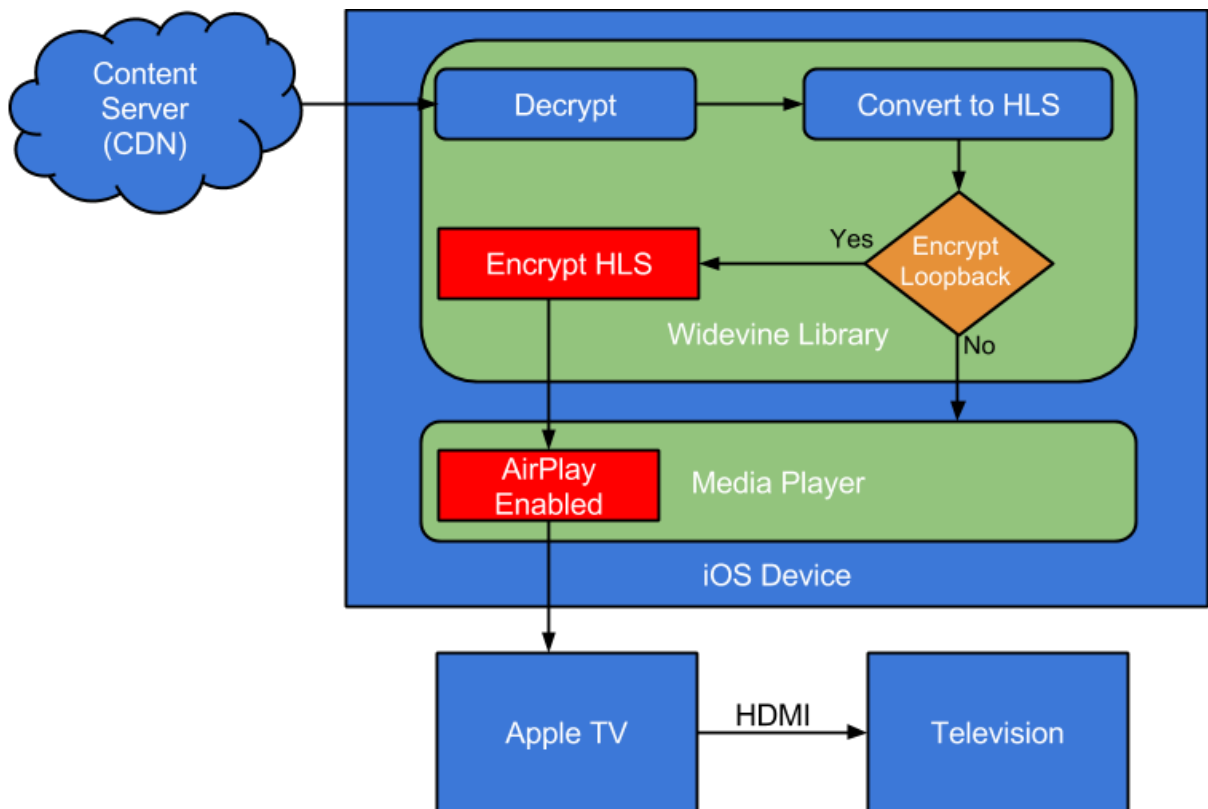 Content
Server
(CDN)
Decrypt
Convert to HLS
Yes
Encrypt
Loopback
Encrypt HLS
Widevine Library
No
AirPlay
Enabled
Media Player
iOS Device
Apple TV
HDMI
Television